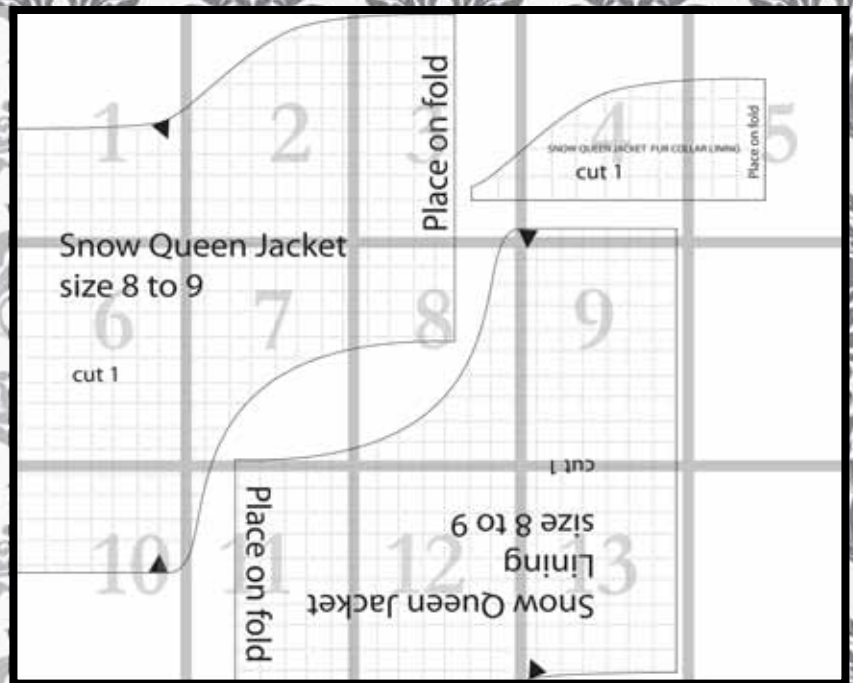 1
2
3
4
5
Place on fold
SNOW QUEEN JACKET FUR COLLAR LINING
cut 1
Place on fold
Snow Queen Jacket
size 8 to 9
6
7
8
9
cut 1
cut 1
10
11
12
13
Place on fold
Snow Queen Jacket
Lining
size 8 to 9